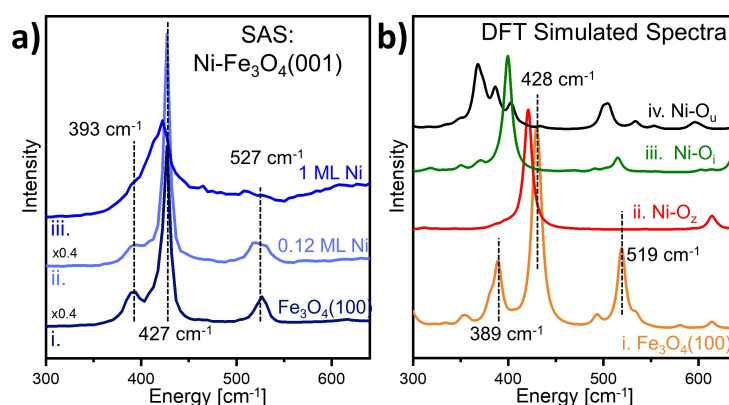 a)
SAS:
Ni-Fe₃O₄(001)
393 cm⁻¹
527 cm⁻¹
1 ML Ni
iii.
x0.4
0.12 ML Ni
ii.
x0.4
Fe₃O₄(100)
427 cm⁻¹
i.
Intensity
300 400 500 600
Energy [cm⁻¹]
b)
DFT Simulated Spectra
428 cm⁻¹
iv. Ni-Oᵤ
iii. Ni-Oᵢ
ii. Ni-O_z
519 cm⁻¹
389 cm⁻¹
i. Fe₃O₄(100)
Intensity
300 400 500 600
Energy [cm⁻¹]